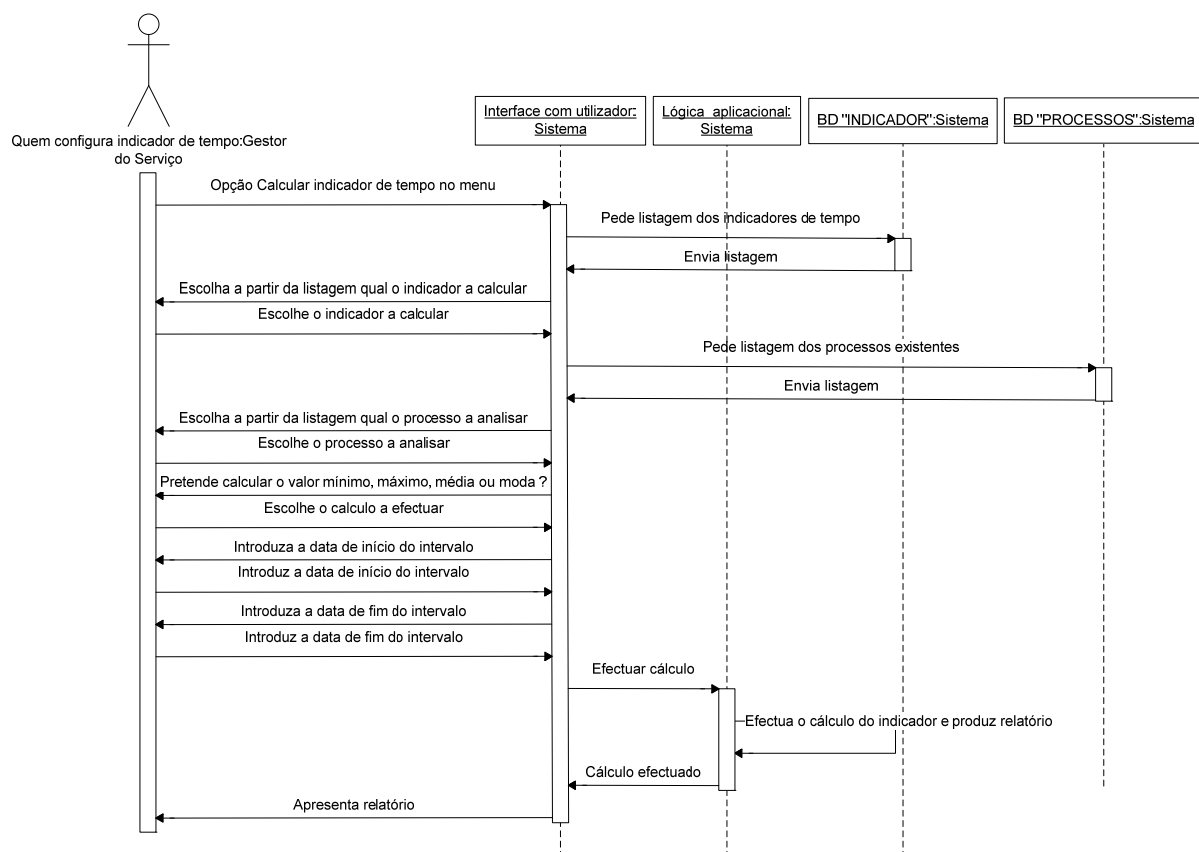 Quem configura indicador de tempo:Gestor
do Serviço
Interface com utilizador:
Sistema
Lógica aplicacional:
Sistema
BD "INDICADOR":Sistema
BD "PROCESSOS":Sistema
Opção Calcular indicador de tempo no menu
Pede listagem dos indicadores de tempo
Envia listagem
Escolha a partir da listagem qual o indicador a calcular
Escolhe o indicador a calcular
Pede listagem dos processos existentes
Envia listagem
Escolha a partir da listagem qual o processo a analisar
Escolhe o processo a analisar
Pretende calcular o valor mínimo, máximo, média ou moda ?
Escolhe o calculo a efectuar
Introduza a data de início do intervalo
Introduz a data de início do intervalo
Introduza a data de fim do intervalo
Introduz a data de fim do intervalo
Efectuar cálculo
Efectua o cálculo do indicador e produz relatório
Cálculo efectuado
Apresenta relatório